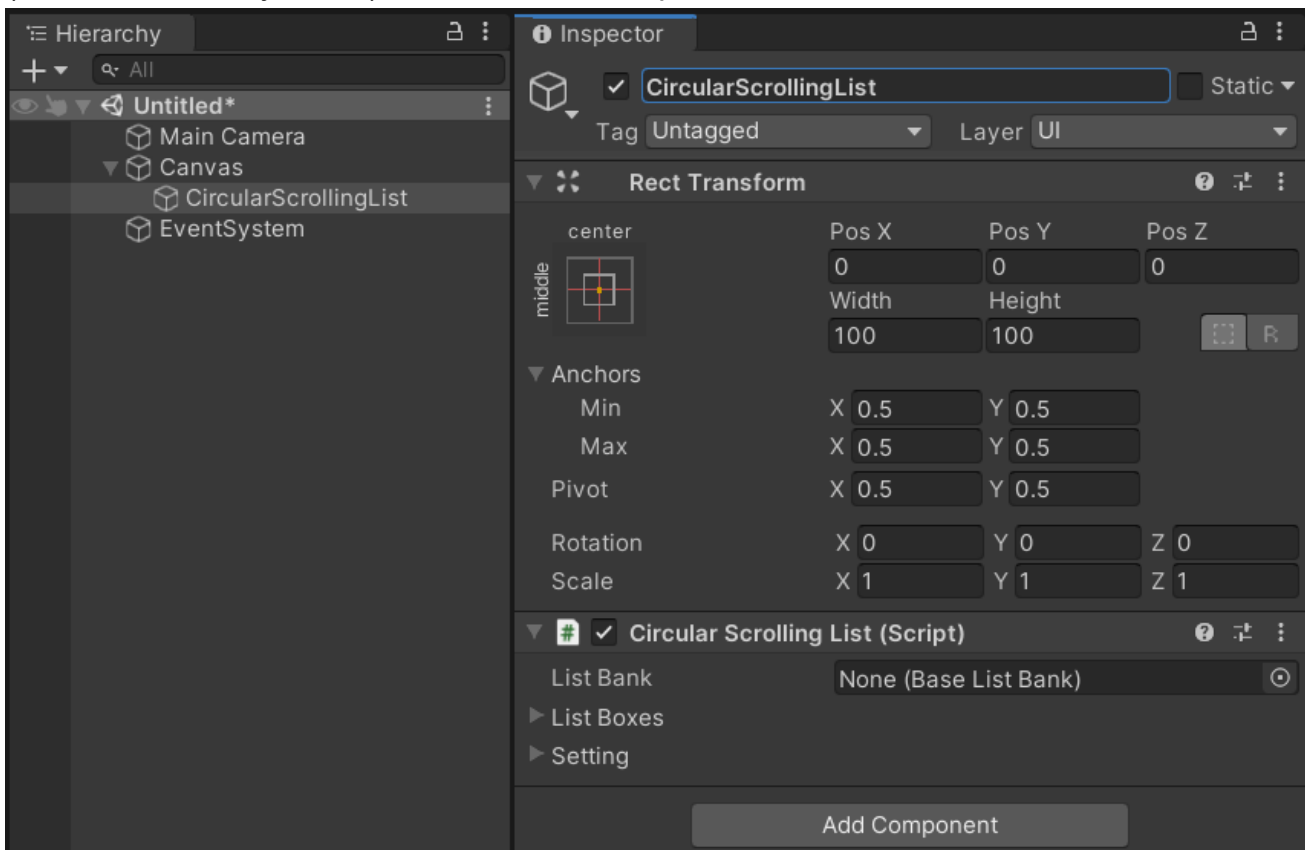 Hierarchy
All
Untitled*
Main Camera
Canvas
CircularScrollingList
EventSystem
Inspector
CircularScrollingList
Static
Tag Untagged Layer UI
Rect Transform
center Pos X Pos Y Pos Z
middle
0 0 0
Width Height
100 100
R
Anchors
Min X 0.5 Y 0.5
Max X 0.5 Y 0.5
Pivot X 0.5 Y 0.5
Rotation X 0 Y 0 Z 0
Scale X 1 Y 1 Z 1
# Circular Scrolling List (Script)
List Bank None (Base List Bank)
List Boxes
Setting
Add Component